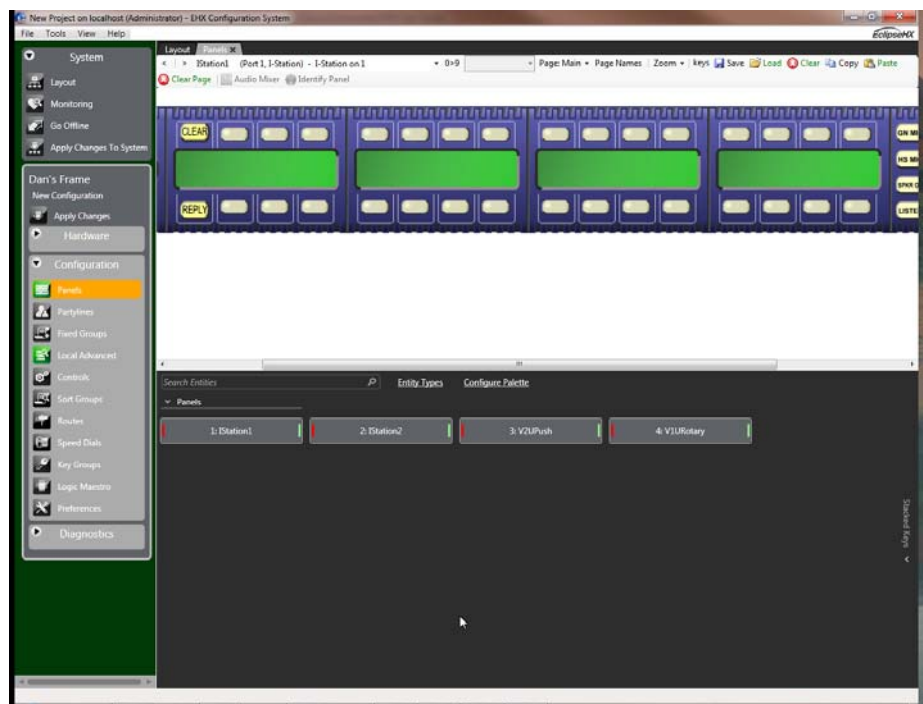 New Project on localhost (Administrator) - EHX Configuration System
File Tools View Help
EclipseHX
System
Layout
Monitoring
Go Offline
Apply Changes To System
Dan's Frame
New Configuration
Apply Changes
Hardware
Configuration
Panels
Partylines
Fixed Groups
Local Advanced
Controls
Sort Groups
Routes
Speed Dials
Key Groups
Logic Maestro
Preferences
Diagnostics
Layout Panels x
< > IStation1 (Port 1, I-Station) - I-Station on 1 0>9 Page: Main Page Names Zoom keys Save Load Clear Copy Paste
Clear Page Audio Mixer Identify Panel
CLEAR
REPLY
GN MI
HS MI
SPKR O
LISTE
Search Entities Entity Types Configure Palette
Panels
1: IStation1 2: IStation2 3: V2UPush 4: V1URotary
Stacked Keys